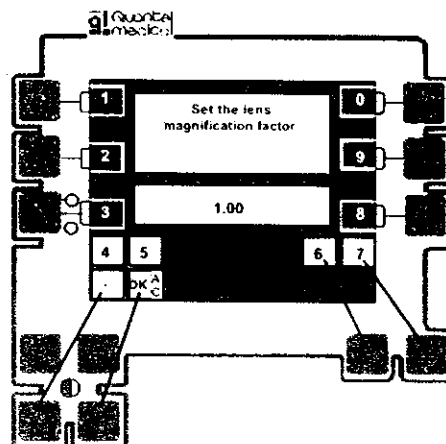 Quantel
medical
1
Set the lens
magnification factor
0
2
9
3
1.00
8
4 5 6 7
. OK A
C